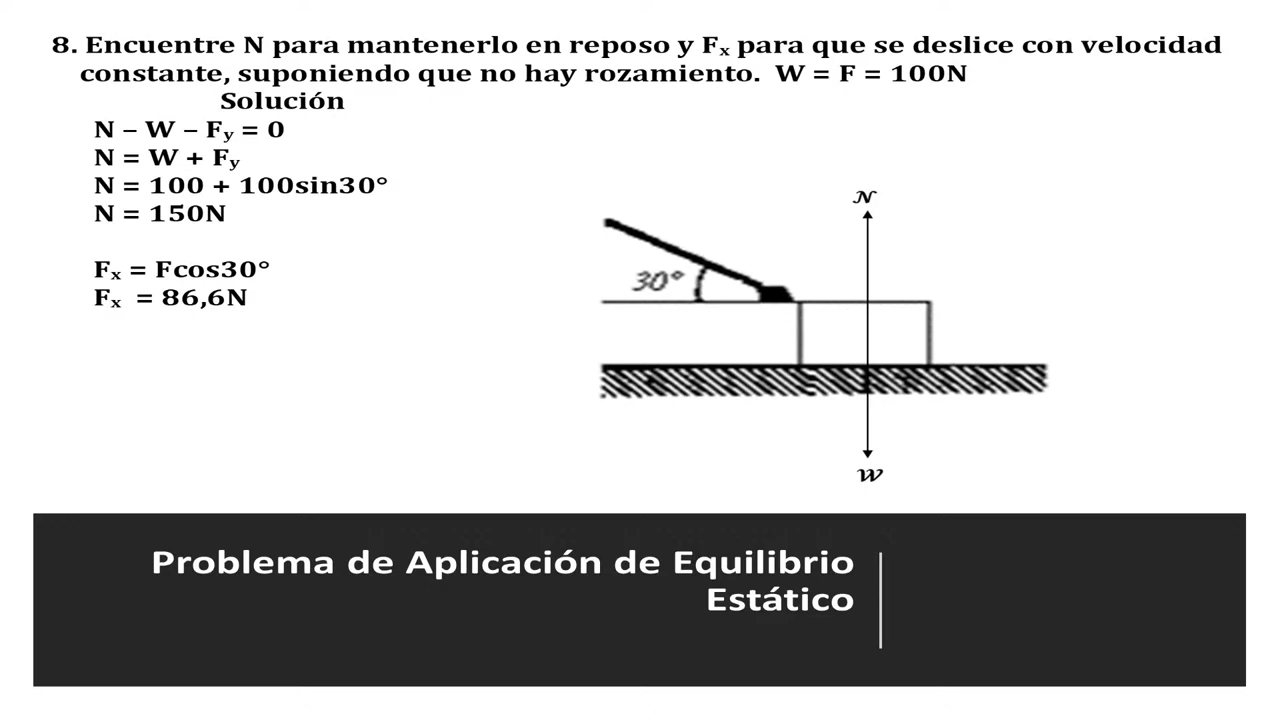 8. Encuentre N para mantenerlo en reposo y Fₓ para que se deslice con velocidad
constante, suponiendo que no hay rozamiento. W = F = 100N
Solución
N – W – Fᵧ = 0
N = W + Fᵧ
N = 100 + 100sin30°
N = 150N
Fₓ = Fcos30°
Fₓ = 86,6N
N
30°
W
Problema de Aplicación de Equilibrio
Estático